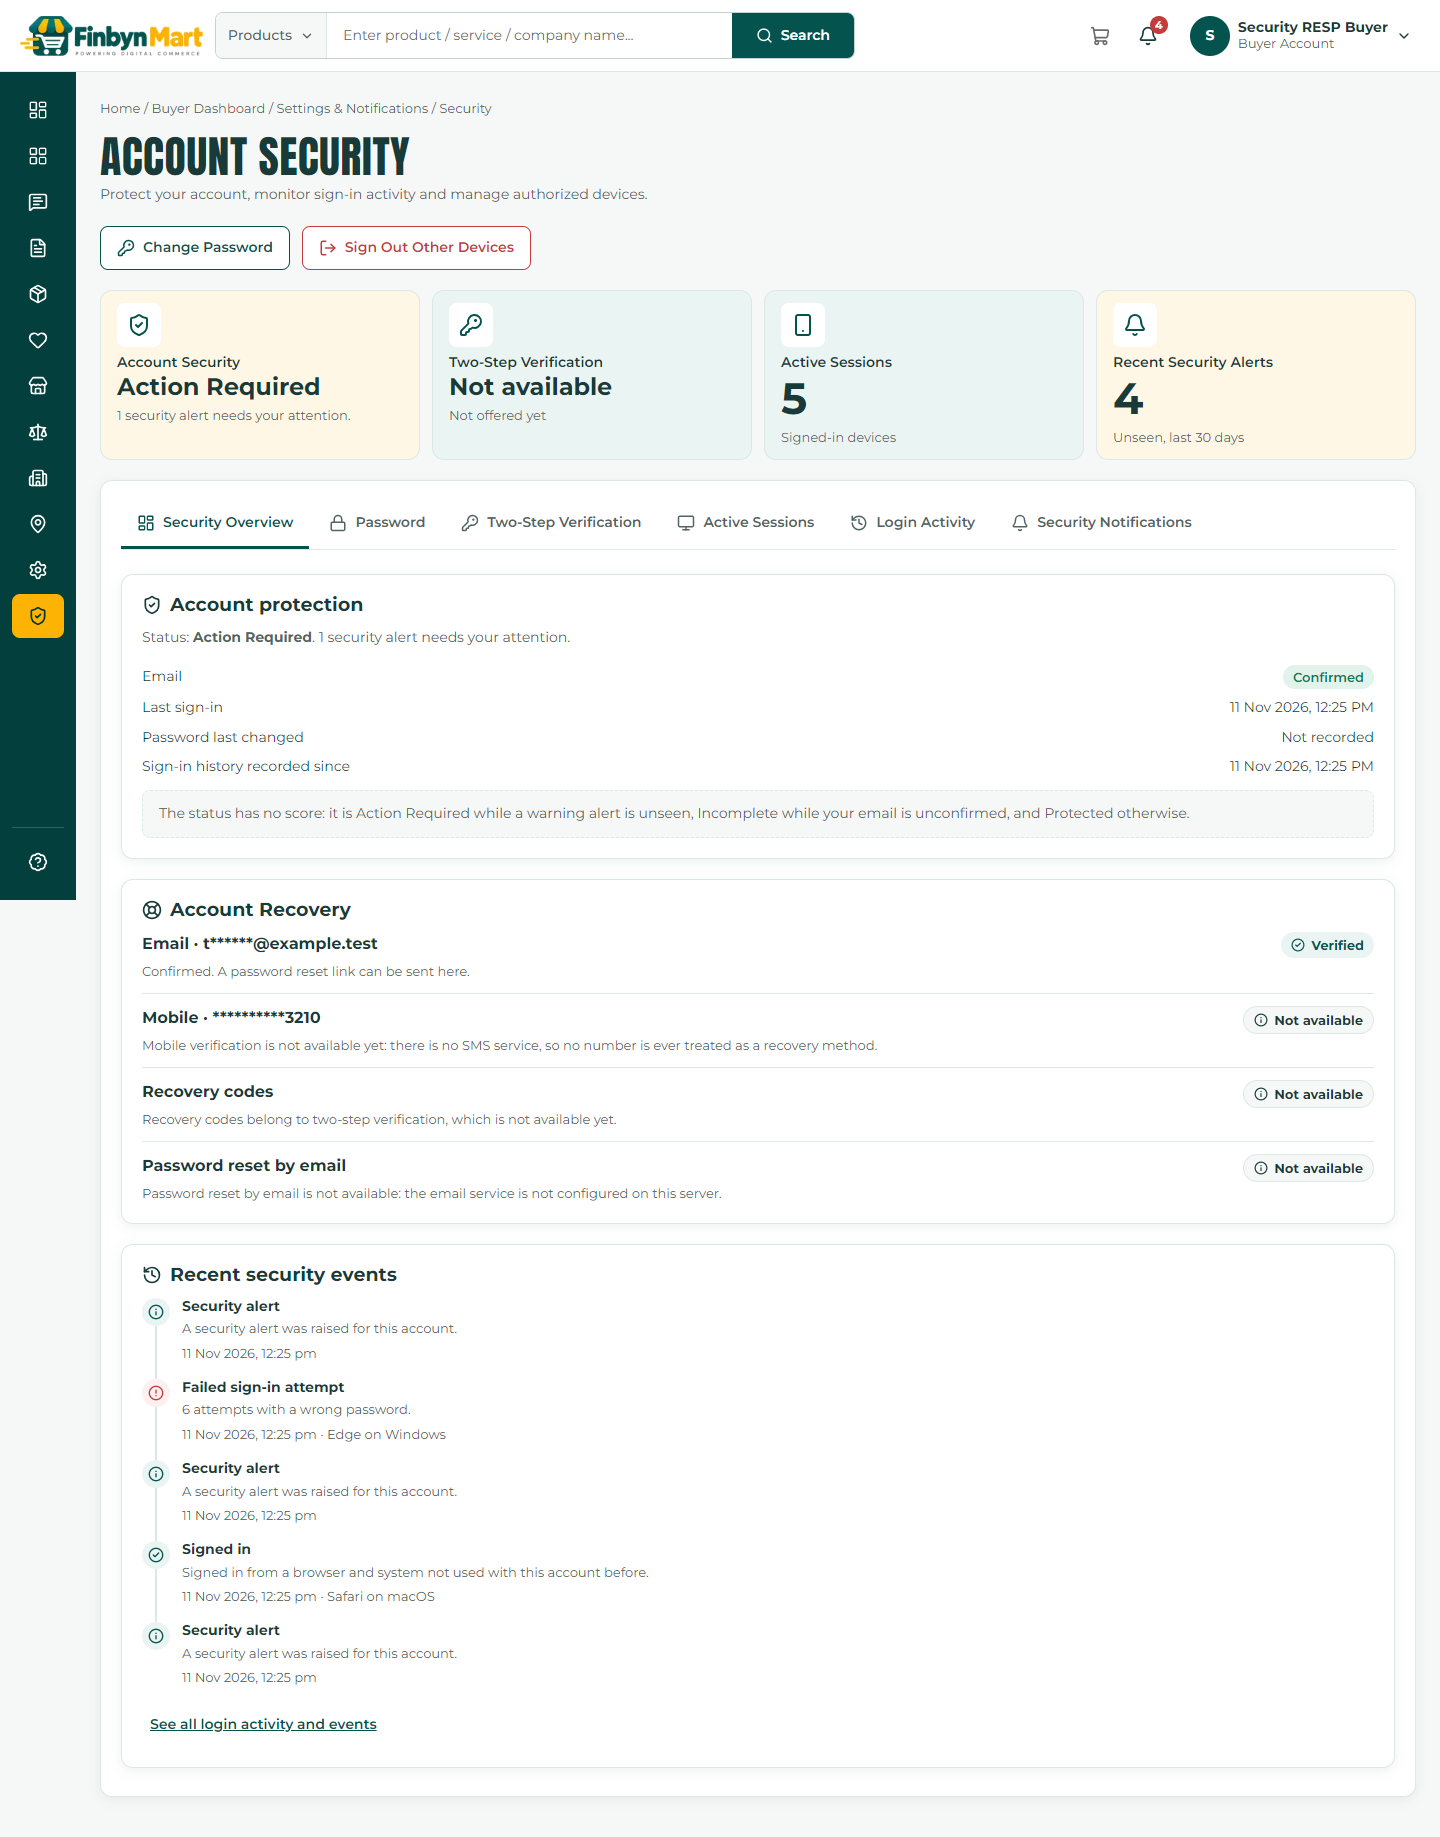 FinbynMart
POWERING DIGITAL COMMERCE
Products
Enter product / service / company name...
Search
4
S
Security RESP Buyer
Buyer Account
Home / Buyer Dashboard / Settings & Notifications / Security
ACCOUNT SECURITY
Protect your account, monitor sign-in activity and manage authorized devices.
Change Password
Sign Out Other Devices
Account Security
Action Required
1 security alert needs your attention.
Two-Step Verification
Not available
Not offered yet
Active Sessions
5
Signed-in devices
Recent Security Alerts
4
Unseen, last 30 days
Security Overview
Password
Two-Step Verification
Active Sessions
Login Activity
Security Notifications
Account protection
Status: Action Required. 1 security alert needs your attention.
Email
Confirmed
Last sign-in
11 Nov 2026, 12:25 PM
Password last changed
Not recorded
Sign-in history recorded since
11 Nov 2026, 12:25 PM
The status has no score: it is Action Required while a warning alert is unseen, Incomplete while your email is unconfirmed, and Protected otherwise.
Account Recovery
Email · t******@example.test
Verified
Confirmed. A password reset link can be sent here.
Mobile · **********3210
Not available
Mobile verification is not available yet: there is no SMS service, so no number is ever treated as a recovery method.
Recovery codes
Not available
Recovery codes belong to two-step verification, which is not available yet.
Password reset by email
Not available
Password reset by email is not available: the email service is not configured on this server.
Recent security events
Security alert
A security alert was raised for this account.
11 Nov 2026, 12:25 pm
Failed sign-in attempt
6 attempts with a wrong password.
11 Nov 2026, 12:25 pm · Edge on Windows
Security alert
A security alert was raised for this account.
11 Nov 2026, 12:25 pm
Signed in
Signed in from a browser and system not used with this account before.
11 Nov 2026, 12:25 pm · Safari on macOS
Security alert
A security alert was raised for this account.
11 Nov 2026, 12:25 pm
See all login activity and events